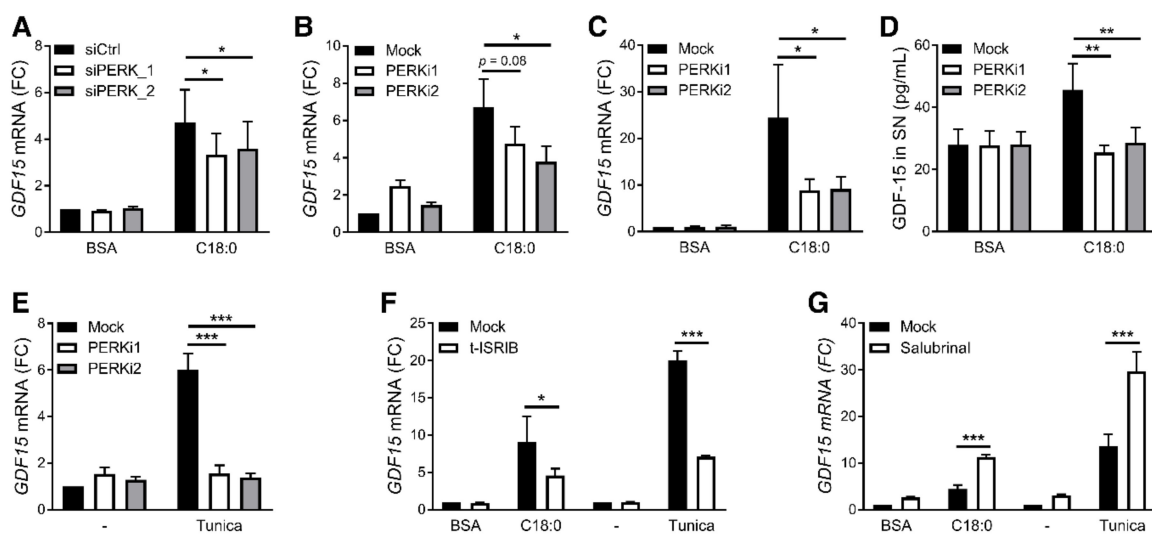 A
GDF15 mRNA (FC)
8
6
4
2
0
siCtrl
siPERK_1
siPERK_2
*
*
BSA
C18:0
B
GDF15 mRNA (FC)
10
8
6
4
2
0
Mock
PERKi1
PERKi2
*
p = 0.08
BSA
C18:0
C
GDF15 mRNA (FC)
40
30
20
10
0
Mock
PERKi1
PERKi2
*
*
BSA
C18:0
D
GDF-15 in SN (pg/mL)
60
40
20
0
Mock
PERKi1
PERKi2
**
**
BSA
C18:0
E
GDF15 mRNA (FC)
8
6
4
2
0
Mock
PERKi1
PERKi2
***
***
-
Tunica
F
GDF15 mRNA (FC)
25
20
15
10
5
0
Mock
t-ISRIB
*
***
BSA
C18:0
-
Tunica
G
GDF15 mRNA (FC)
40
30
20
10
0
Mock
Salubrinal
***
***
BSA
C18:0
-
Tunica